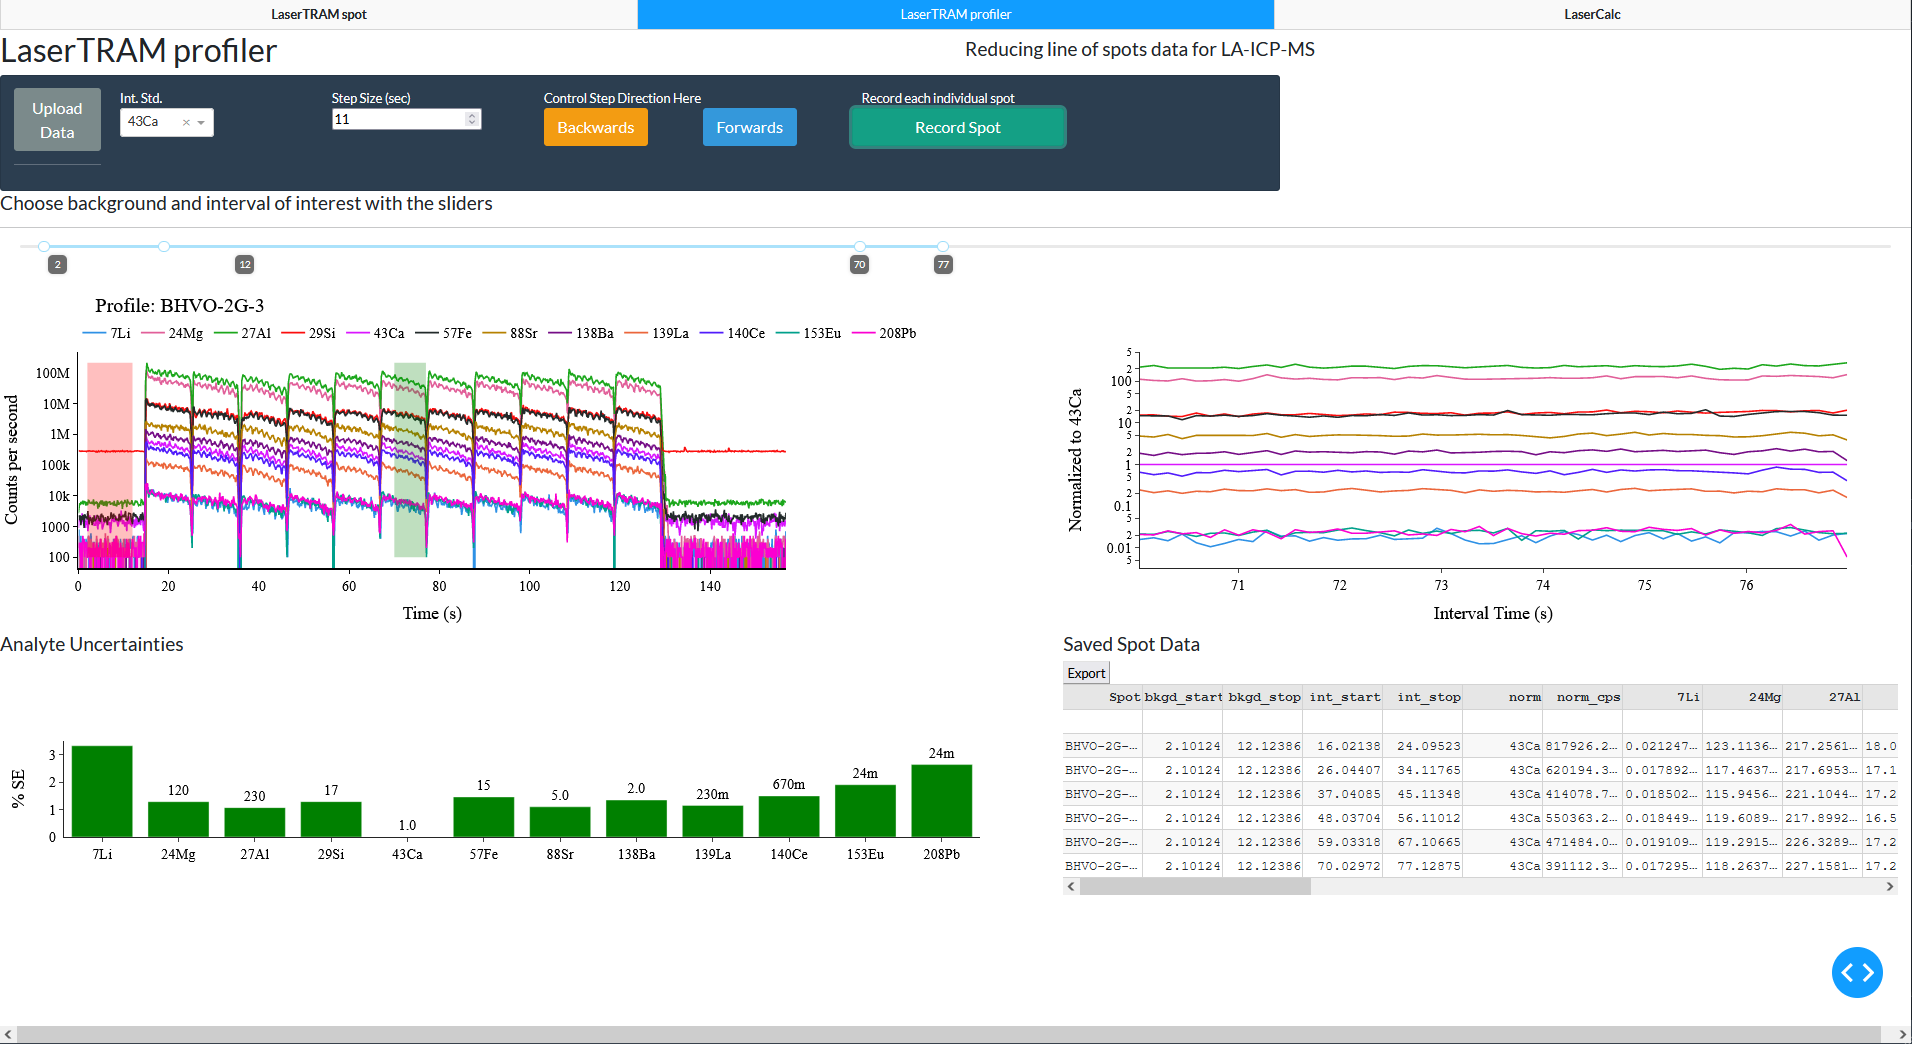 LaserTRAM spot LaserTRAM profiler LaserCalc
LaserTRAM profiler Reducing line of spots data for LA-ICP-MS
Upload Data
Int. Std.
43Ca × 
Step Size (sec)
11
Control Step Direction Here
Backwards Forwards
Record each individual spot
Record Spot
Choose background and interval of interest with the sliders
2 12 70 77
Profile: BHVO-2G-3
7Li 24Mg 27Al 29Si 43Ca 57Fe 88Sr 138Ba 139La 140Ce 153Eu 208Pb
Counts per second
100M
10M
1M
100k
10k
1000
100
0 20 40 60 80 100 120 140
Time (s)
Normalized to 43Ca
5
2
100
5
2
10
5
2
1
5
2
0.1
5
2
0.01
5
71 72 73 74 75 76
Interval Time (s)
Analyte Uncertainties
% SE
3
2
1
0
120 230 17 1.0 15 5.0 2.0 230m 670m 24m 24m
7Li 24Mg 27Al 29Si 43Ca 57Fe 88Sr 138Ba 139La 140Ce 153Eu 208Pb
Saved Spot Data
Export
Spot bkgd_start bkgd_stop int_start int_stop norm norm_cps 7Li 24Mg 27Al
BHVO-2G-... 2.10124 12.12386 16.02138 24.09523 43Ca 817926.2... 0.021247... 123.1136... 217.2561... 18.0
BHVO-2G-... 2.10124 12.12386 26.04407 34.11765 43Ca 620194.3... 0.017892... 117.4637... 217.6953... 17.1
BHVO-2G-... 2.10124 12.12386 37.04085 45.11348 43Ca 414078.7... 0.018502... 115.9456... 221.1044... 17.2
BHVO-2G-... 2.10124 12.12386 48.03704 56.11012 43Ca 550363.2... 0.018449... 119.6089... 217.8992... 16.5
BHVO-2G-... 2.10124 12.12386 59.03318 67.10665 43Ca 471484.0... 0.019109... 119.2915... 226.3289... 17.2
BHVO-2G-... 2.10124 12.12386 70.02972 77.12875 43Ca 391112.3... 0.017295... 118.2637... 227.1581... 17.2